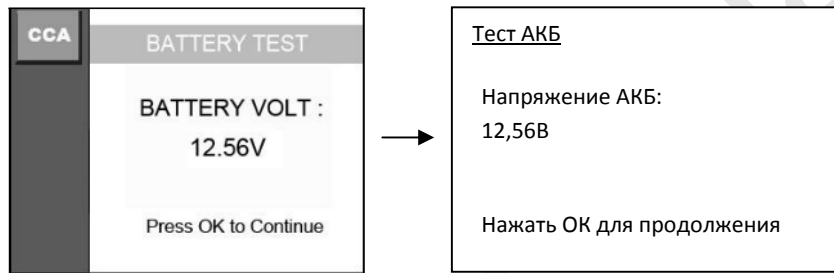 CCA
BATTERY TEST
BATTERY VOLT :
12.56V
Press OK to Continue
Тест АКБ
Напряжение АКБ:
12,56В
Нажать ОК для продолжения